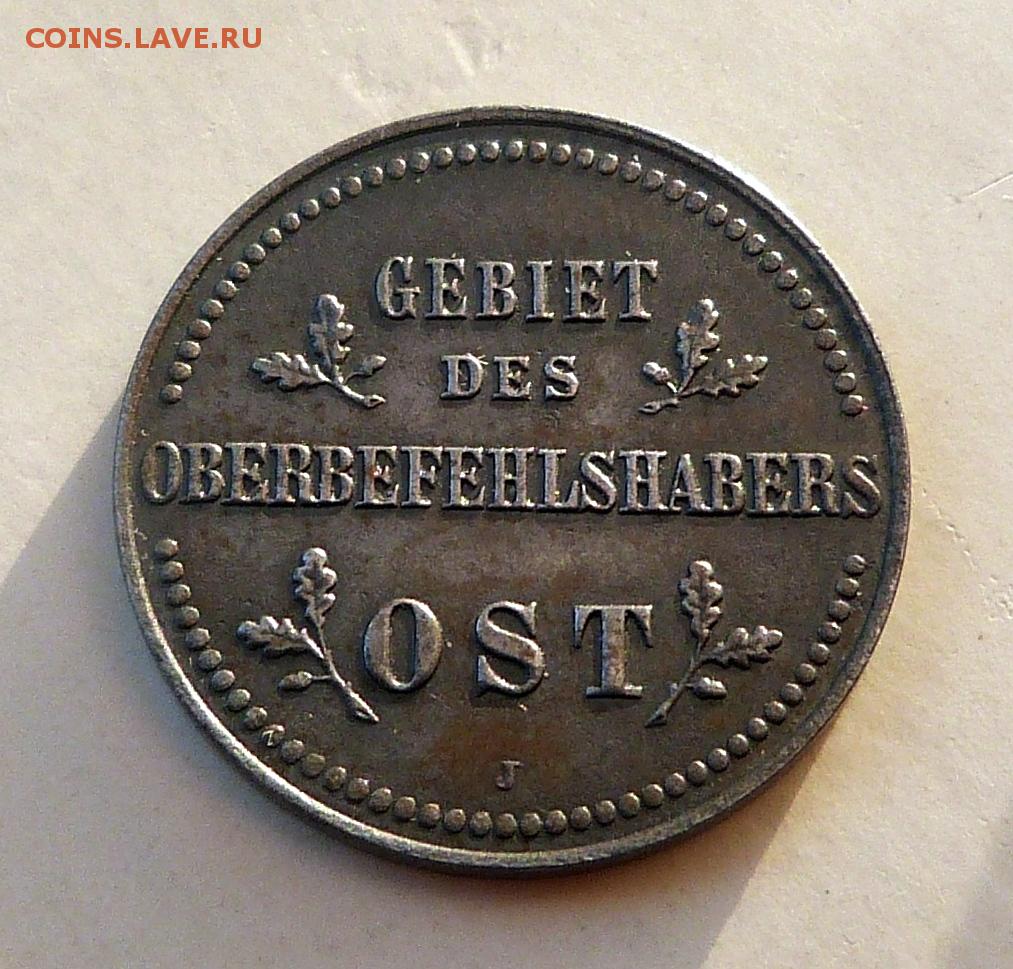 COINS.LAVE.RU
GEBIET
DES
OBERBEFEHLSHABERS
OST
J